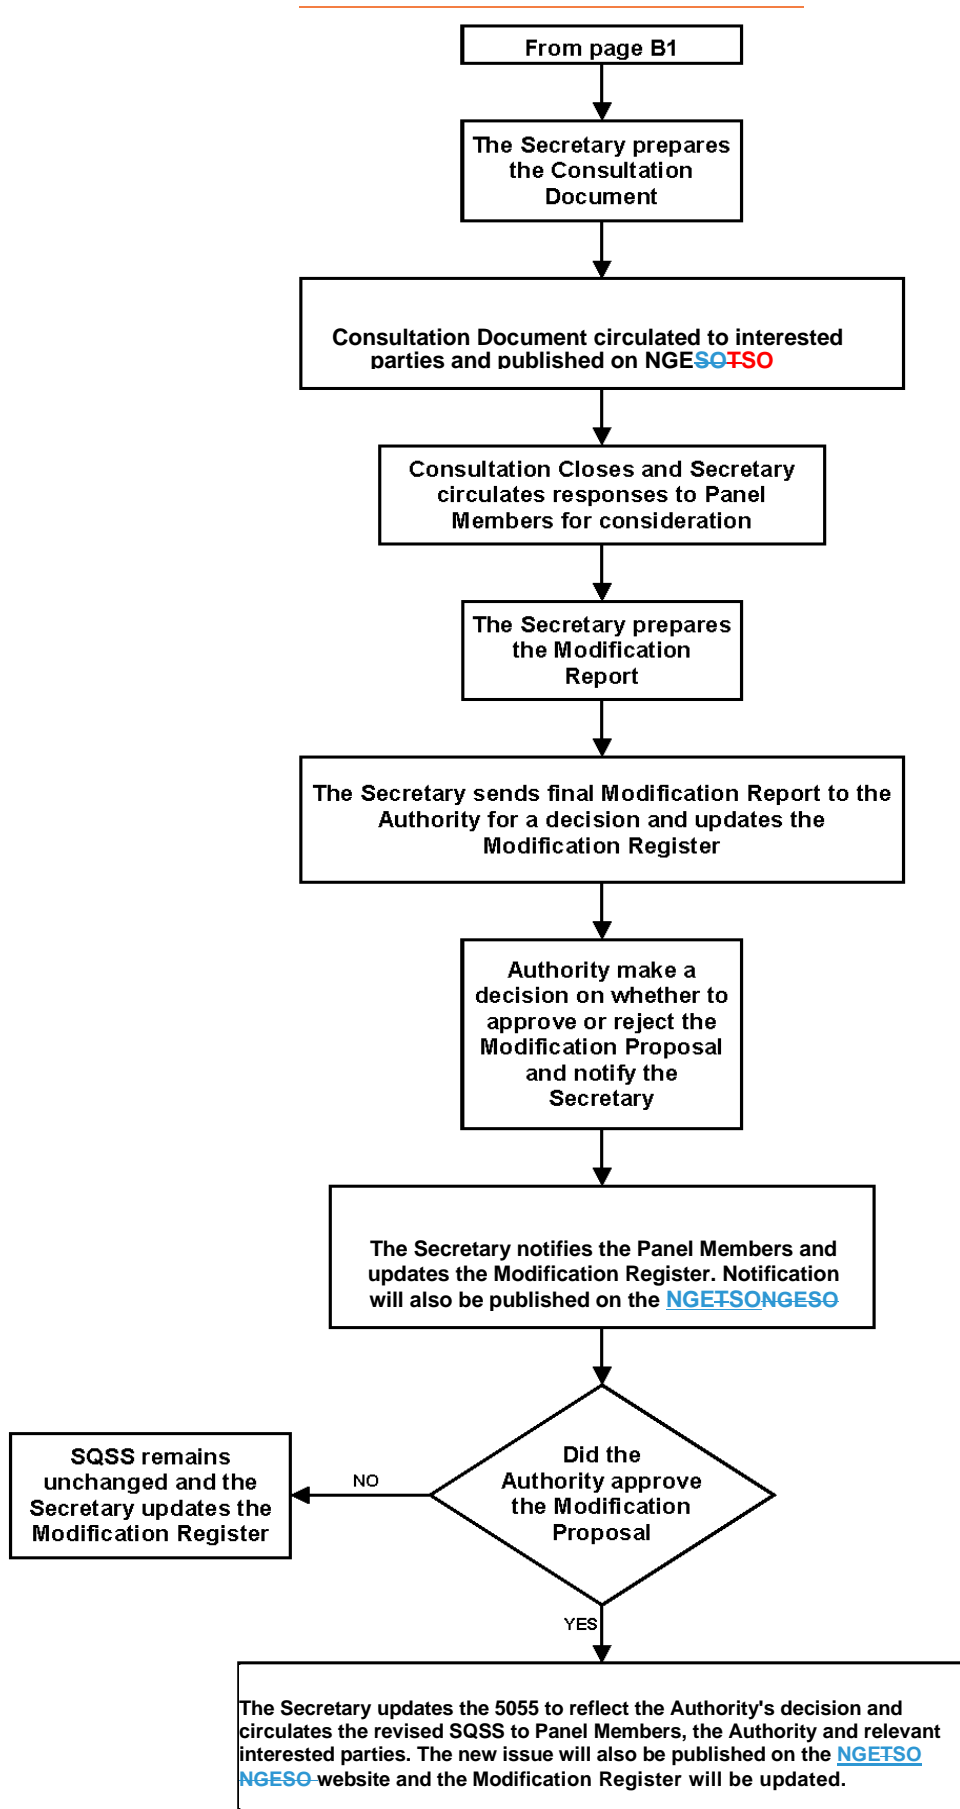 From page B1
The Secretary prepares
the Consultation
Document
Consultation Document circulated to interested
parties and published on NGESOTSO
Consultation Closes and Secretary
circulates responses to Panel
Members for consideration
The Secretary prepares
the Modification
Report
The Secretary sends final Modification Report to the
Authority for a decision and updates the
Modification Register
Authority make a
decision on whether to
approve or reject the
Modification Proposal
and notify the
Secretary
The Secretary notifies the Panel Members and
updates the Modification Register. Notification
will also be published on the NGETSONGESO
Did the
Authority approve
the Modification
Proposal
NO
SQSS remains
unchanged and the
Secretary updates the
Modification Register
YES
The Secretary updates the 5055 to reflect the Authority's decision and
circulates the revised SQSS to Panel Members, the Authority and relevant
interested parties. The new issue will also be published on the NGETSO
NGESO website and the Modification Register will be updated.